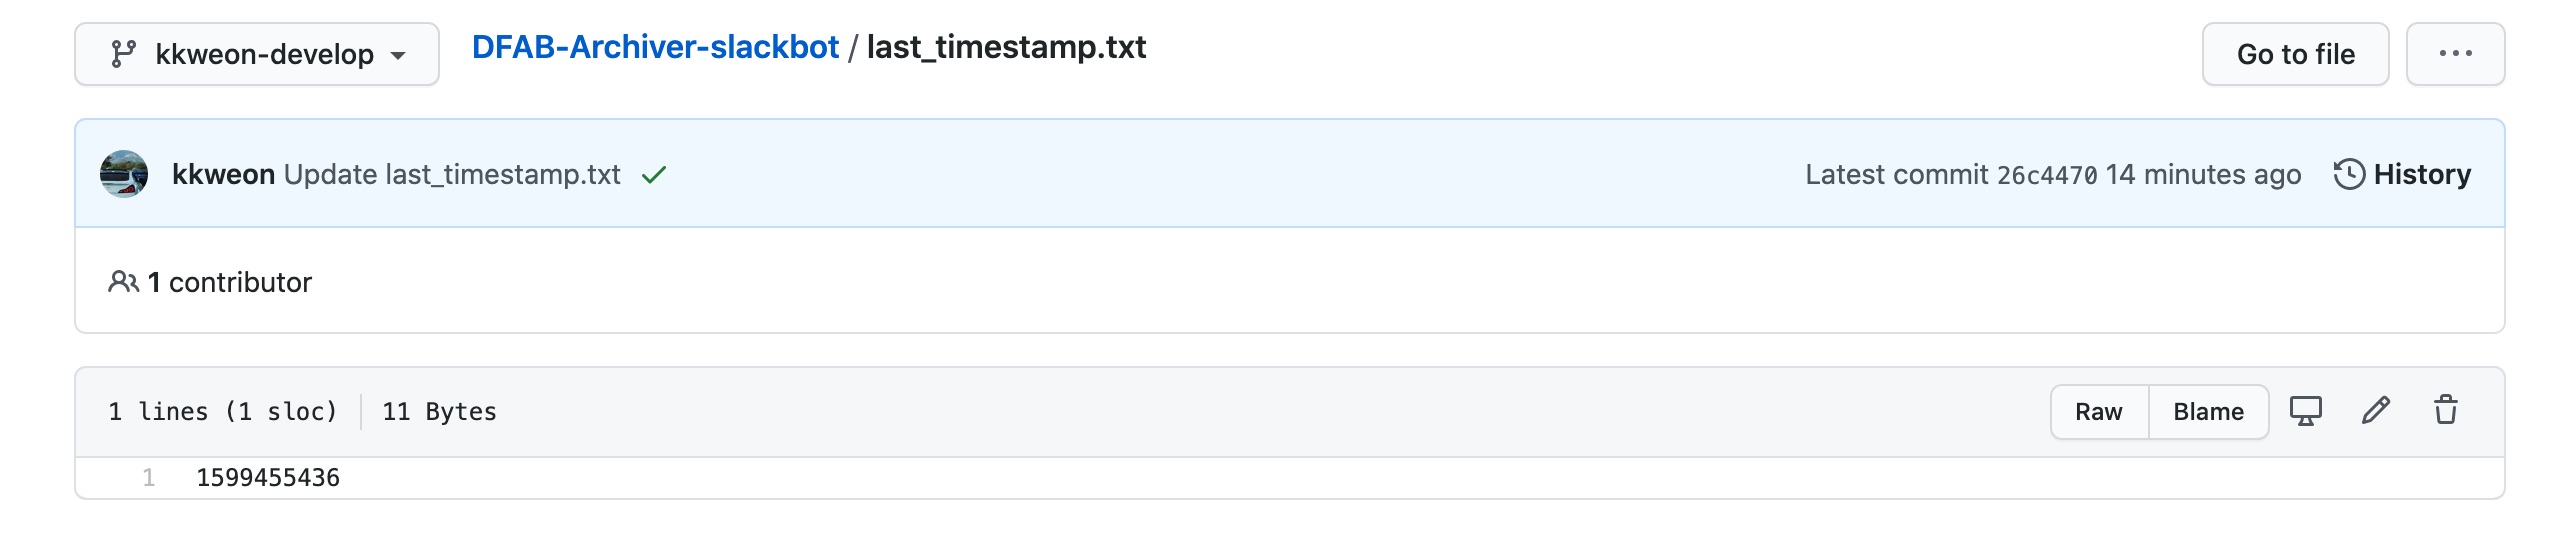 kkweon-develop DFAB-Archiver-slackbot / last_timestamp.txt Go to file ...
kkweon Update last_timestamp.txt Latest commit 26c4470 14 minutes ago History
1 contributor
1 lines (1 sloc) 11 Bytes Raw Blame
1 1599455436